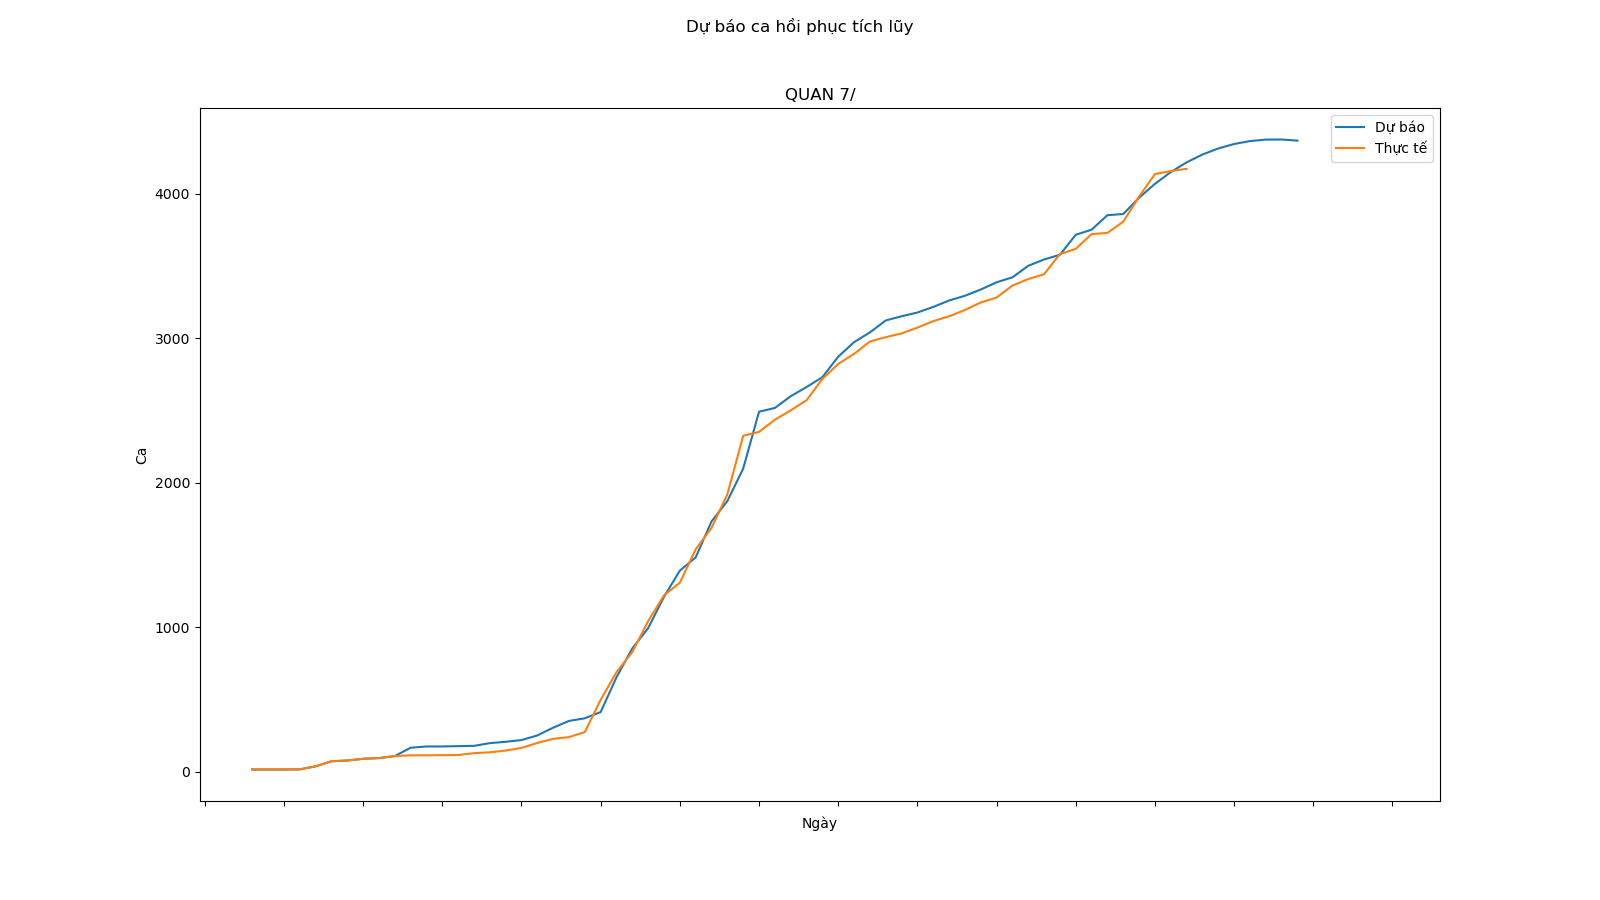 Dự báo ca hồi phục tích lũy
QUAN 7/
Dự báo
Thực tế
4000
3000
2000
1000
0
Ca
Ngày